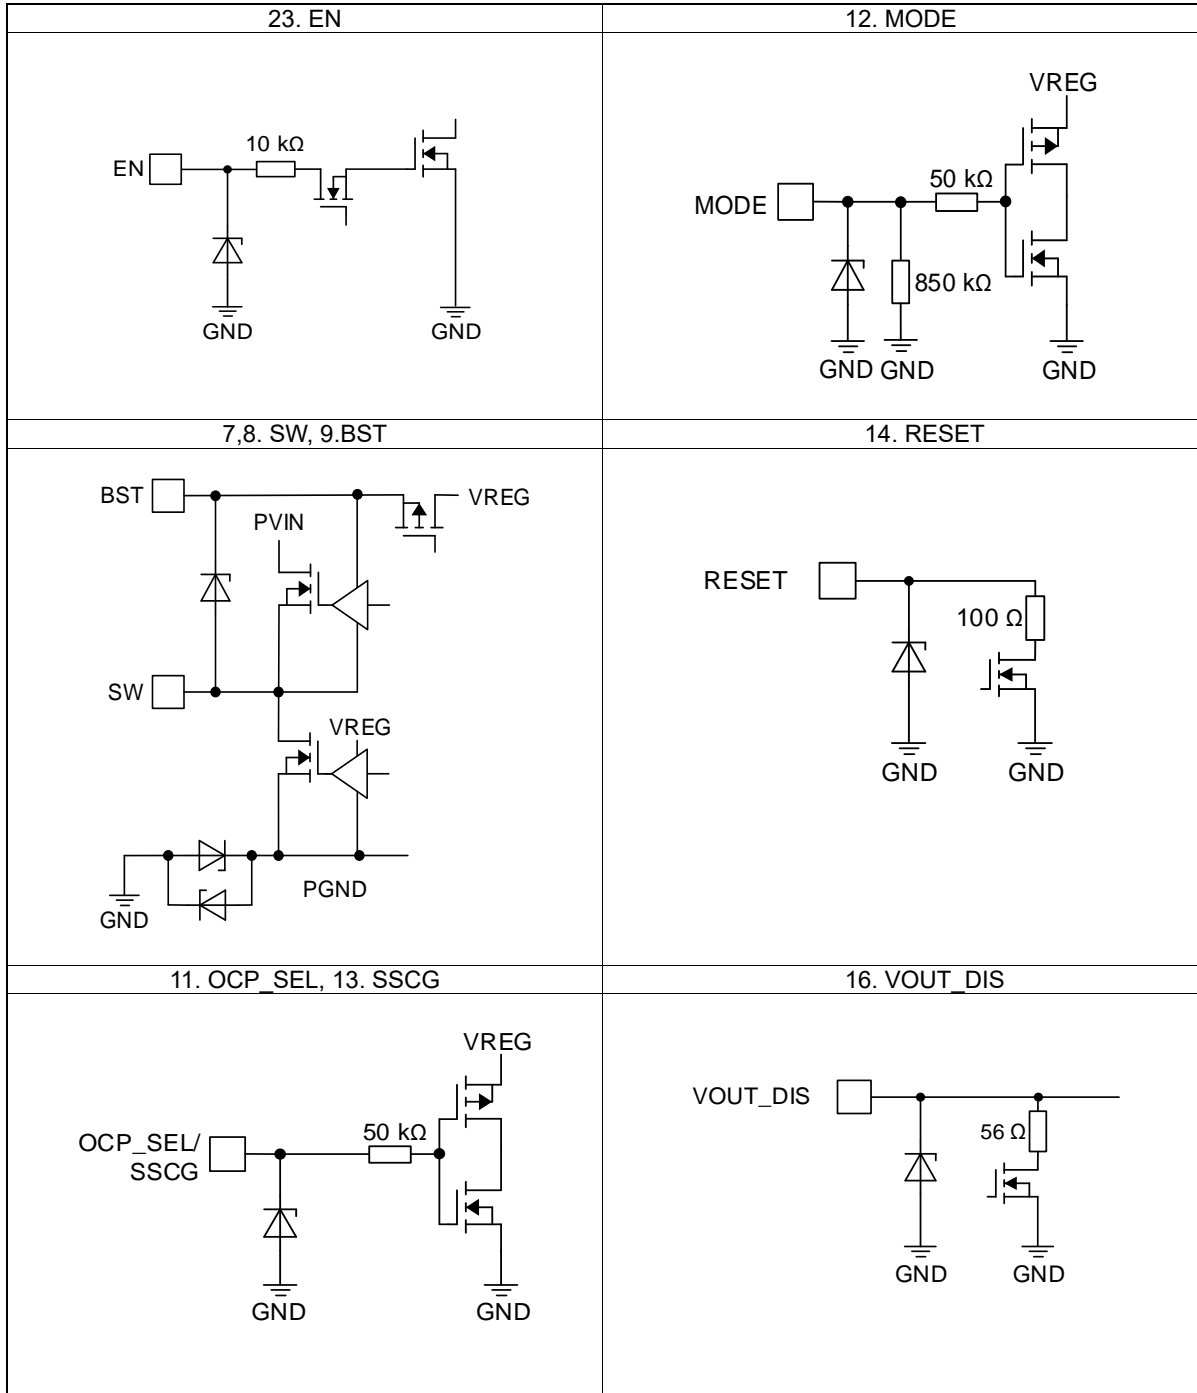 23. EN
12. MODE
EN
10 kΩ
GND
GND
VREG
MODE
50 kΩ
850 kΩ
GND
GND
GND
7,8. SW, 9.BST
14. RESET
BST
VREG
PVIN
SW
VREG
PGND
GND
RESET
100 Ω
GND
GND
11. OCP_SEL, 13. SSCG
16. VOUT_DIS
VREG
OCP_SEL/
SSCG
50 kΩ
GND
GND
VOUT_DIS
56 Ω
GND
GND